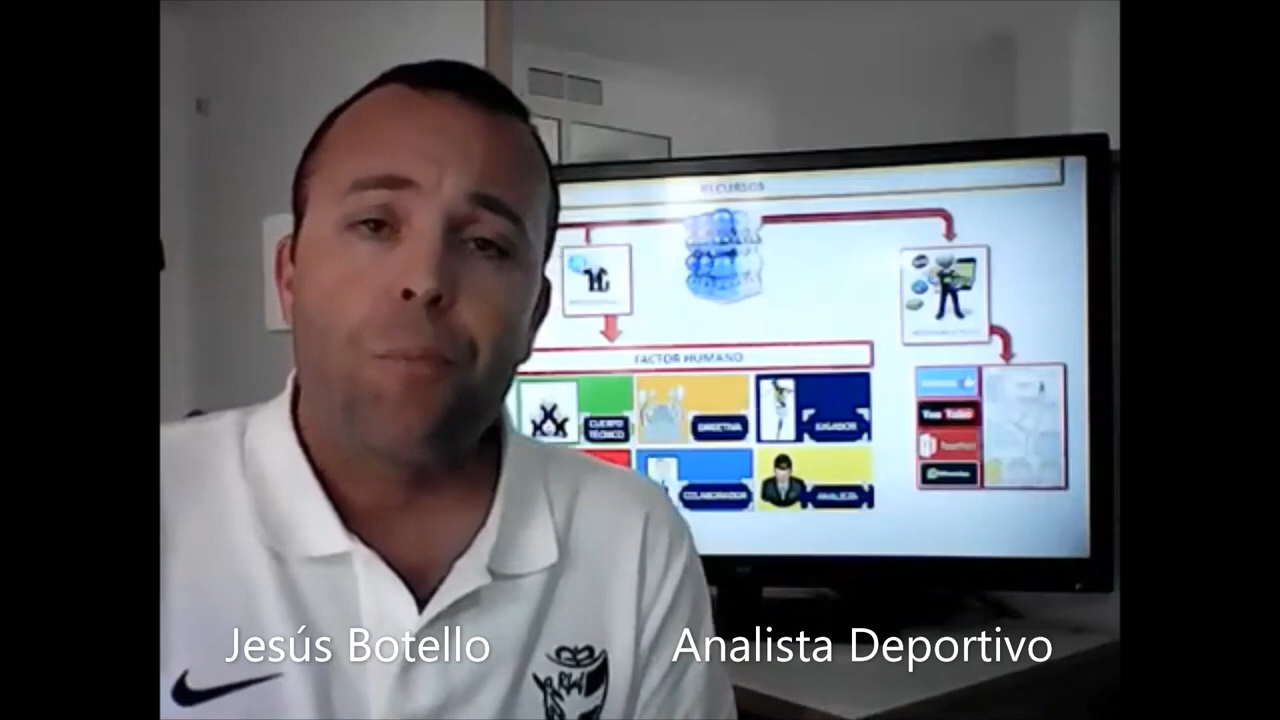 RECURSOS
FACTOR HUMANO
CUERPO
TÉCNICO
DIRECTIVA
JUGADOR
YouTube
COLABORADOR
ANALISTA
Jesús Botello
Analista Deportivo